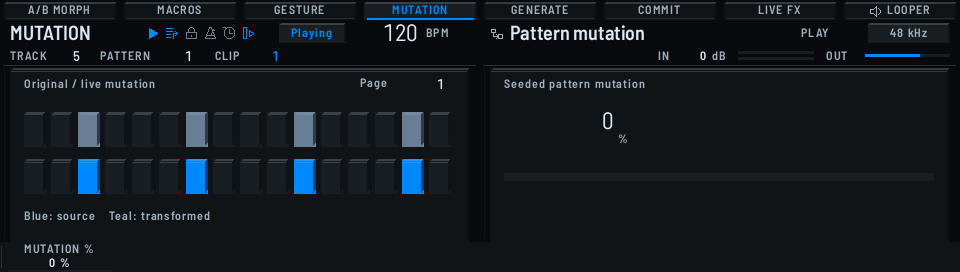 A/B MORPH MACROS GESTURE MUTATION GENERATE COMMIT LIVE FX LOOPER
MUTATION Playing 120 BPM Pattern mutation PLAY 48 kHz
TRACK 5 PATTERN 1 CLIP 1 IN 0 dB OUT
Original / live mutation Page 1 Seeded pattern mutation
0 %
Blue: source Teal: transformed
MUTATION %
0 %